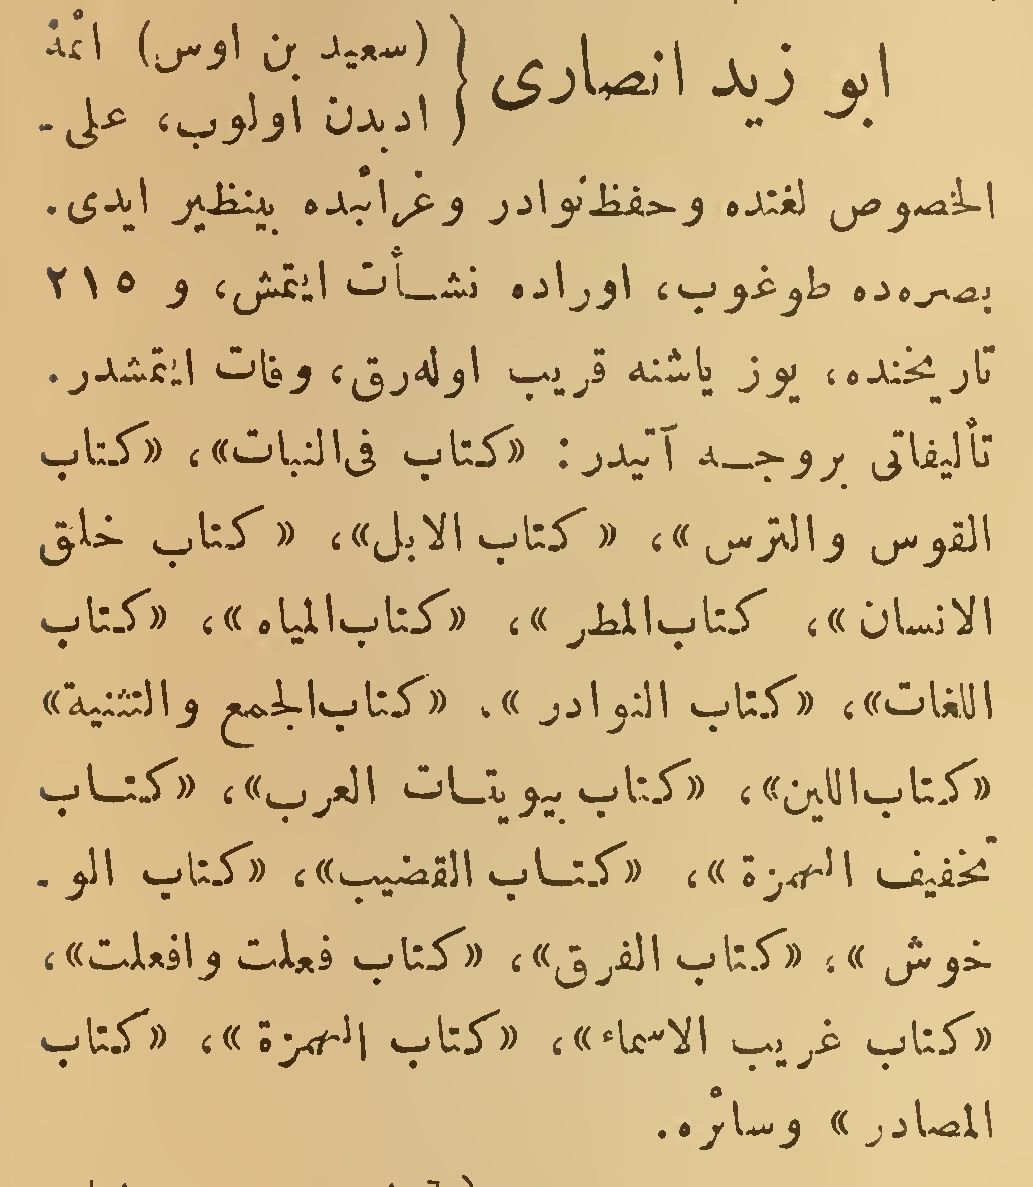 ابو زید انصاری { (سعید بن اوس) ائمهٔ
ادبدن اولوب، علی-
الخصوص لغتده وحفظ نوادر وغرائبده بینظیر ایدی.
بصره‌ده طوغوب، اوراده نشأت ایتمش، و ٢١٥
تاریخنده، یوز یاشنه قریب اوله‌رق، وفات ایتمشدر.
تألیفاتی بروجه آتیدر: «کتاب فی‌النبات»، «کتاب
القوس والترس»، «کتاب الابل»، «کتاب خلق
الانسان»، کتاب‌المطر»، «کتاب‌المیاه»، «کتاب
اللغات»، «کتاب النوادر». «کتاب‌الجمع والتثنیة»
«کتاب‌اللبن»، «کتاب بیویتات العرب»، «کتاب
تخفیف الهمزة»، «کتاب القضیب»، «کتاب الو-
خوش»، «کتاب الفرق»، «کتاب فعلت وافعلت»،
«کتاب غریب الاسماء»، «کتاب الهمزة»، «کتاب
المصادر» وسائره.